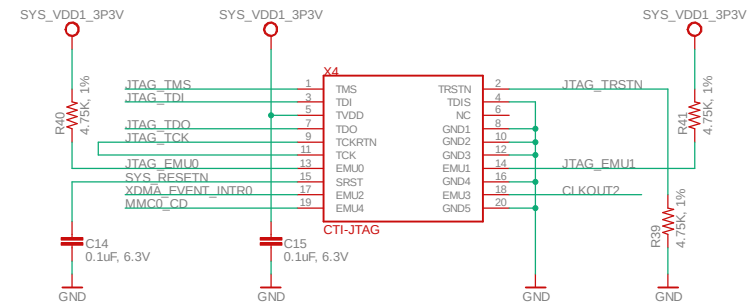 SYS_VDD1_3P3V
SYS_VDD1_3P3V
SYS_VDD1_3P3V
X4
JTAG_TMS 1 TMS TRSTN 2 JTAG_TRSTN
JTAG_TDI 3 TDI TDIS 4
5 TVDD NC 6
JTAG_TDO 7 TDO GND1 8
JTAG_TCK 9 TCKRTN GND2 10
11 TCK GND3 12
JTAG_EMU0 13 EMU0 EMU1 14 JTAG_EMU1
SYS_RESETN 15 SRST GND4 16
XDMA_EVENT_INTR0 17 EMU2 EMU3 18 CLKOUT2
MMC0_CD 19 EMU4 GND5 20
CTI-JTAG
R40
4.75K, 1%
R41
4.75K, 1%
R39
4.75K, 1%
C14
0.1uF, 6.3V
C15
0.1uF, 6.3V
GND
GND
GND
GND